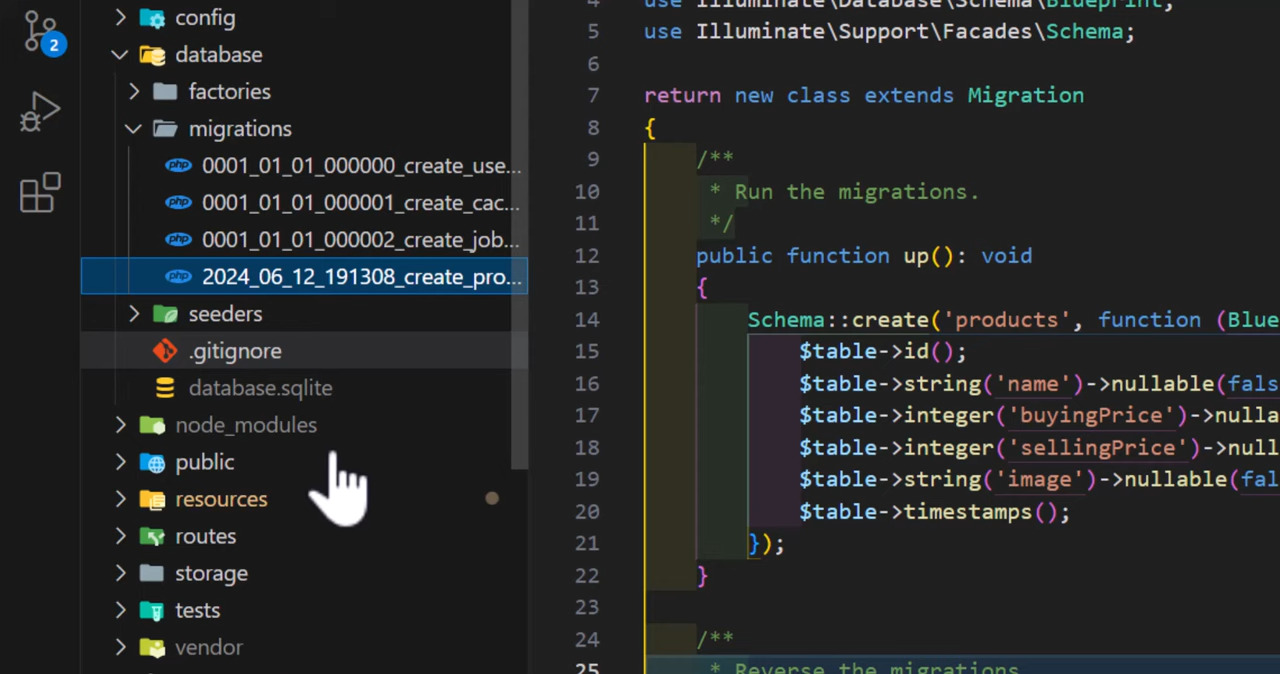 config
database
factories
migrations
php 0001_01_01_000000_create_use...
php 0001_01_01_000001_create_cac...
php 0001_01_01_000002_create_job...
php 2024_06_12_191308_create_pro...
seeders
.gitignore
database.sqlite
node_modules
public
resources
routes
storage
tests
vendor
2
4 use Illuminate\Database\Schema\Blueprint;
5 use Illuminate\Support\Facades\Schema;
6
7 return new class extends Migration
8 {
9 /**
10 * Run the migrations.
11 */
12 public function up(): void
13 {
14 Schema::create('products', function (Blue
15 $table->id();
16 $table->string('name')->nullable(fals
17 $table->integer('buyingPrice')->nulla
18 $table->integer('sellingPrice')->null
19 $table->string('image')->nullable(fal
20 $table->timestamps();
21 });
22 }
23
24 /**
25 * Reverse the migrations